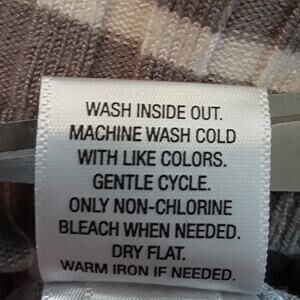 WASH INSIDE OUT.
MACHINE WASH COLD
WITH LIKE COLORS.
GENTLE CYCLE.
ONLY NON-CHLORINE
BLEACH WHEN NEEDED.
DRY FLAT.
WARM IRON IF NEEDED.